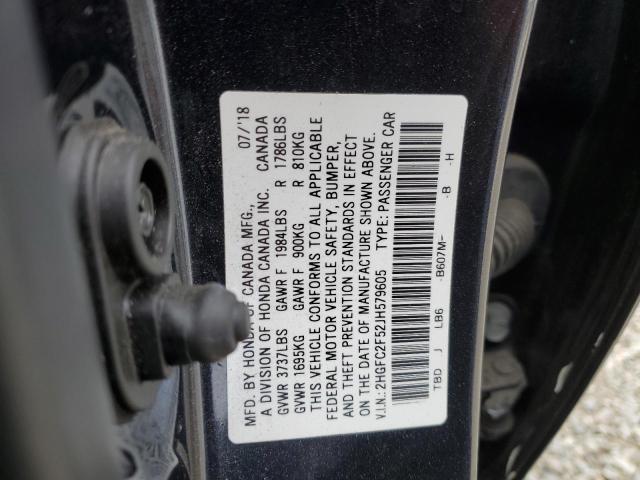 MFD. BY HONDA OF CANADA MFG., 07/'18
A DIVISION OF HONDA CANADA INC. CANADA
GVWR 3737LBS GAWR F 1984LBS R 1786LBS
GVWR 1695KG GAWR F 900KG R 810KG
THIS VEHICLE CONFORMS TO ALL APPLICABLE
FEDERAL MOTOR VEHICLE SAFETY, BUMPER,
AND THEFT PREVENTION STANDARDS IN EFFECT
ON THE DATE OF MANUFACTURE SHOWN ABOVE.
V.I.N.: 2HGFC2F52JH579605 TYPE: PASSENGER CAR
TBD J LB6 -B607M- -B -H